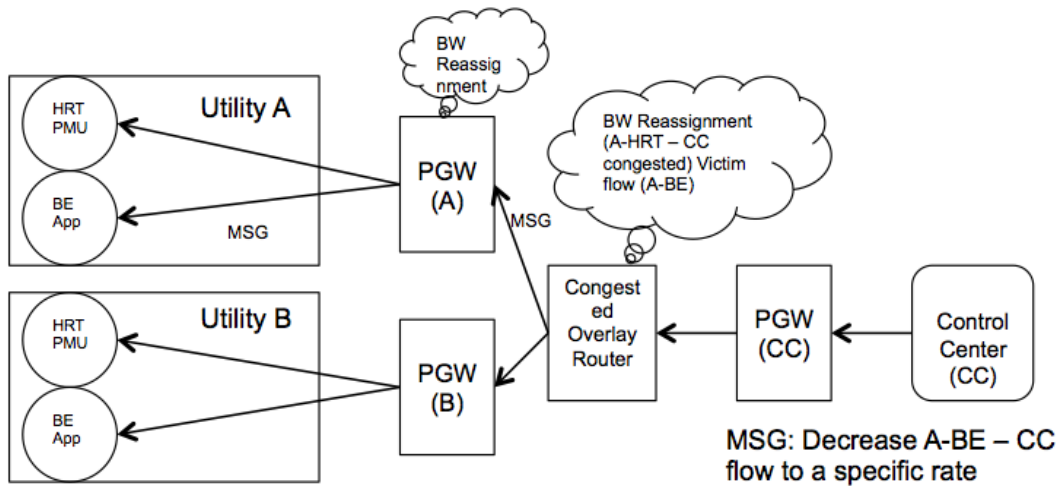 BW
Reassig
nment
HRT
PMU
Utility A
BE
App
MSG
PGW
(A)
BW Reassignment
(A-HRT – CC
congested) Victim
flow (A-BE)
MSG
HRT
PMU
Utility B
BE
App
PGW
(B)
Congest
ed
Overlay
Router
PGW
(CC)
Control
Center
(CC)
MSG: Decrease A-BE – CC
flow to a specific rate